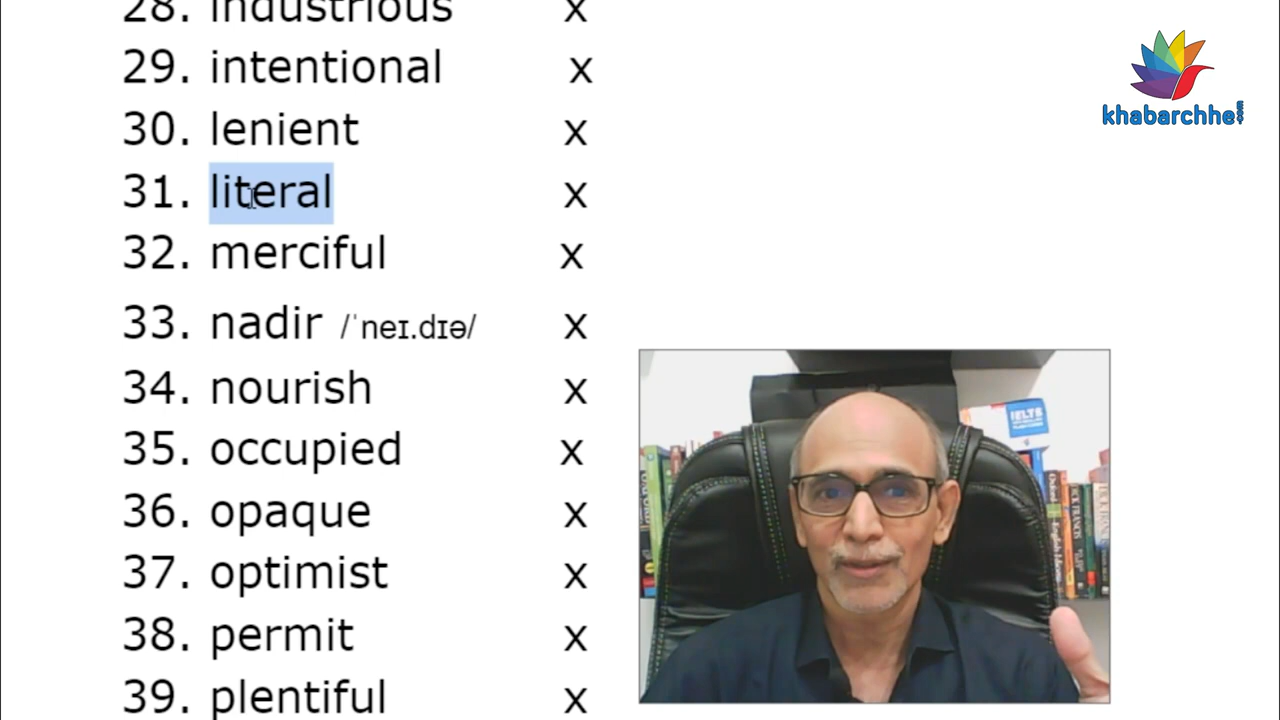 28. industrious x
29. intentional x
30. lenient x
31. literal x
32. merciful x
33. nadir /ˈneɪ.dɪə/ x
34. nourish x
35. occupied x
36. opaque x
37. optimist x
38. permit x
39. plentiful x
khabarchhe
IELTS